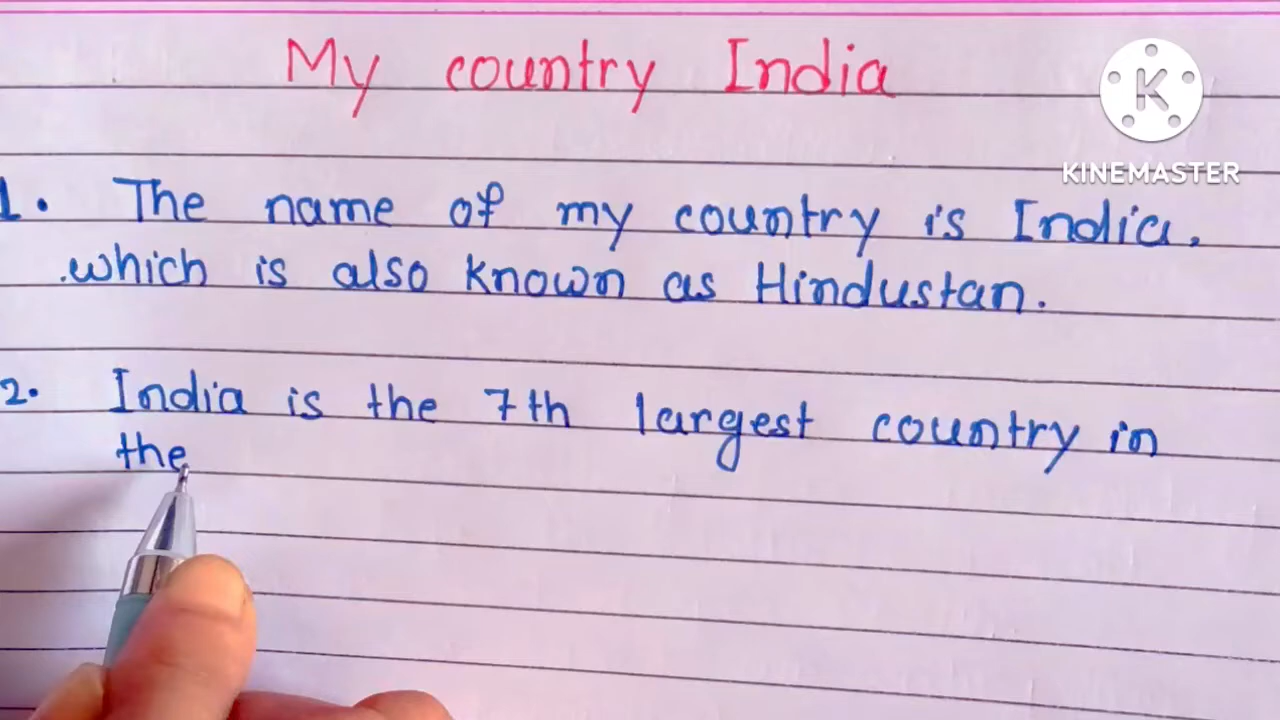 My country India
K
KINEMASTER
1. The name of my country is India,
which is also known as Hindustan.
2. India is the 7th largest country in
the